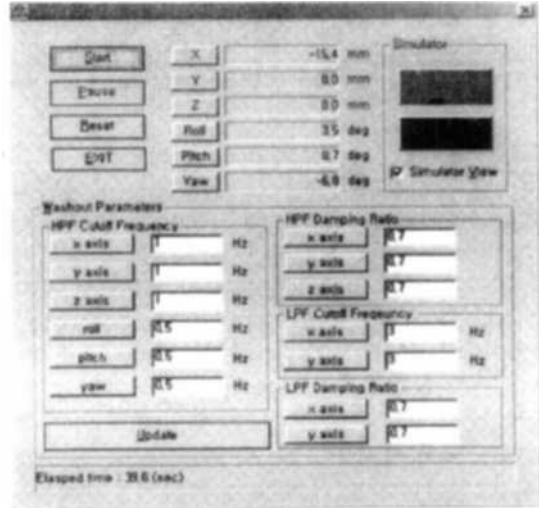 Start
Pause
Reset
EXIT
X -15,4 mm
Y 0,0 mm
Z 0,0 mm
Roll 3,5 deg
Pitch 0,7 deg
Yaw -6,8 deg
Simulator
Simulator View
Washout Parameters
HPF Cutoff Frequency
x axis 1 Hz
y axis 1 Hz
z axis 1 Hz
roll 0,5 Hz
pitch 0,5 Hz
yaw 0,5 Hz
Update
HPF Damping Ratio
x axis 0,7
y axis 0,7
z axis 0,7
LPF Cutoff Freqeuncy
x axis 3 Hz
y axis 3 Hz
LPF Damping Ratio
x axis 0,7
y axis 0,7
Elasped time : 39.6 (sec)